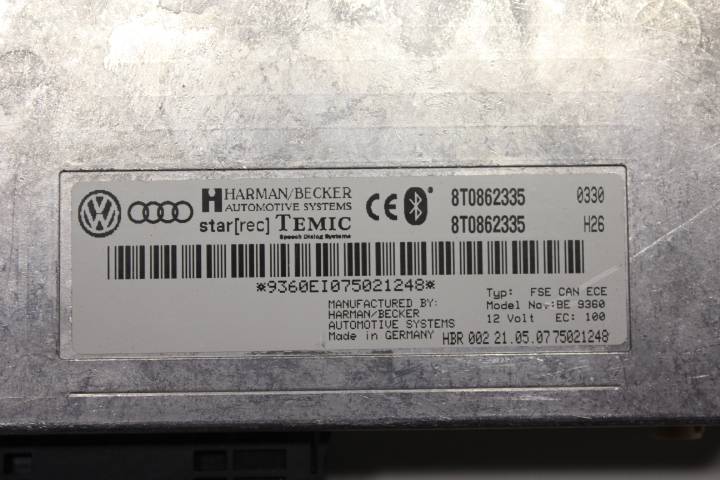 HARMAN/BECKER
AUTOMOTIVE SYSTEMS
star[rec] TEMIC
Speech Dialog Systems
CE
8T0862335 0330
8T0862335 H26
*9360EI075021248*
MANUFACTURED BY:
HARMAN/BECKER
AUTOMOTIVE SYSTEMS
Made in GERMANY
Typ: FSE CAN ECE
Model No.:BE 9360
12 Volt EC: 100
HBR 002 21.05.07 75021248